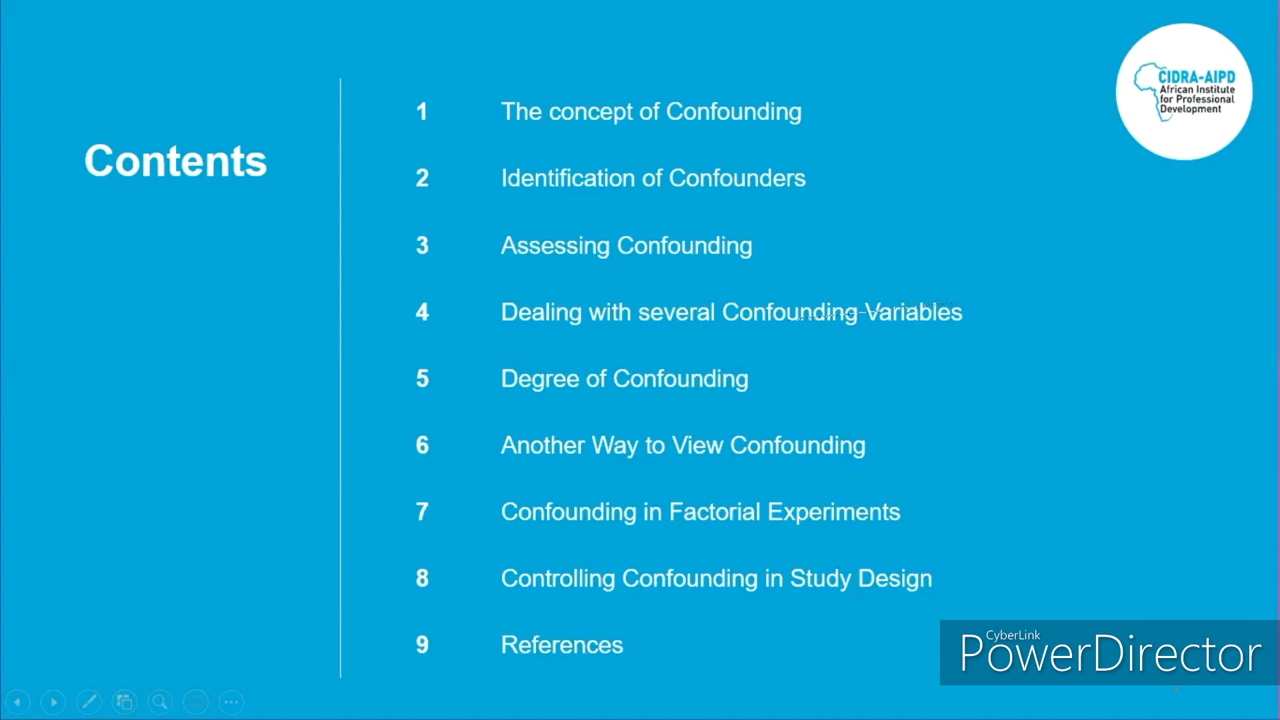 Contents
1 The concept of Confounding
2 Identification of Confounders
3 Assessing Confounding
4 Dealing with several Confounding Variables
5 Degree of Confounding
6 Another Way to View Confounding
7 Confounding in Factorial Experiments
8 Controlling Confounding in Study Design
9 References
CIDRA-AIPD
African Institute
for Professional
Development
CyberLink
PowerDirector